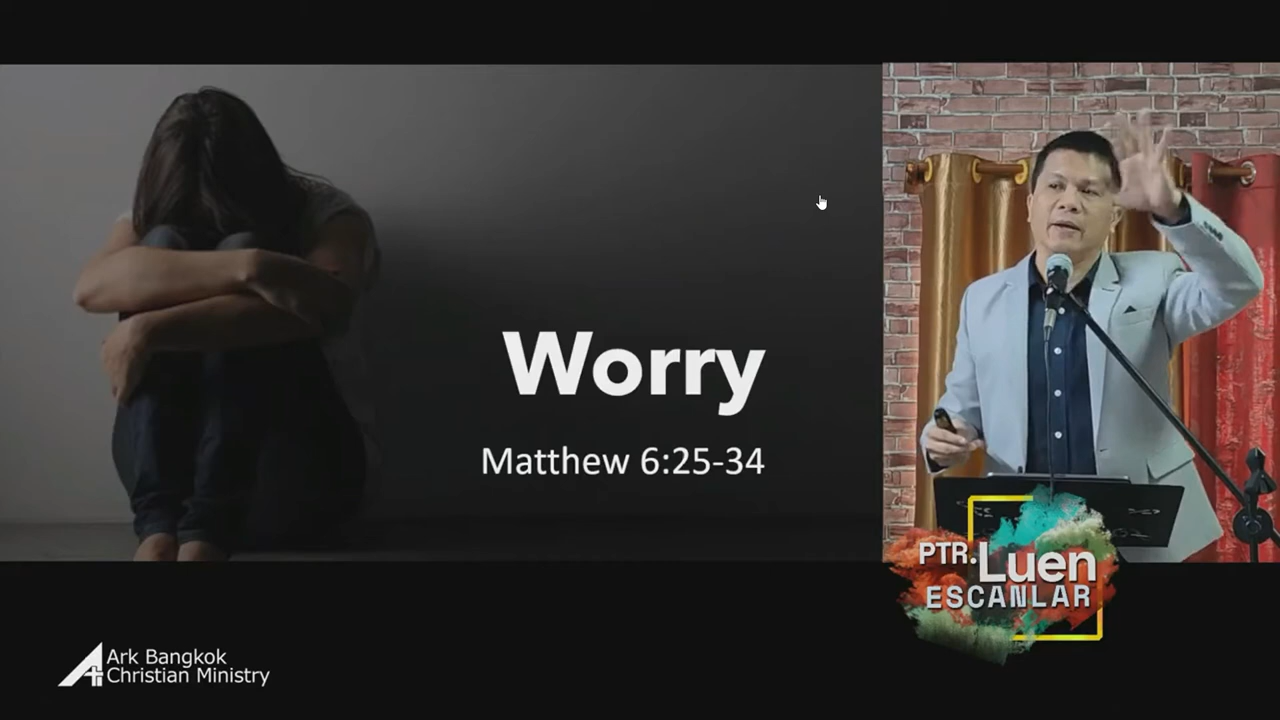 Worry
Matthew 6:25-34
PTR. Luen
ESCANLAR
Ark Bangkok
Christian Ministry